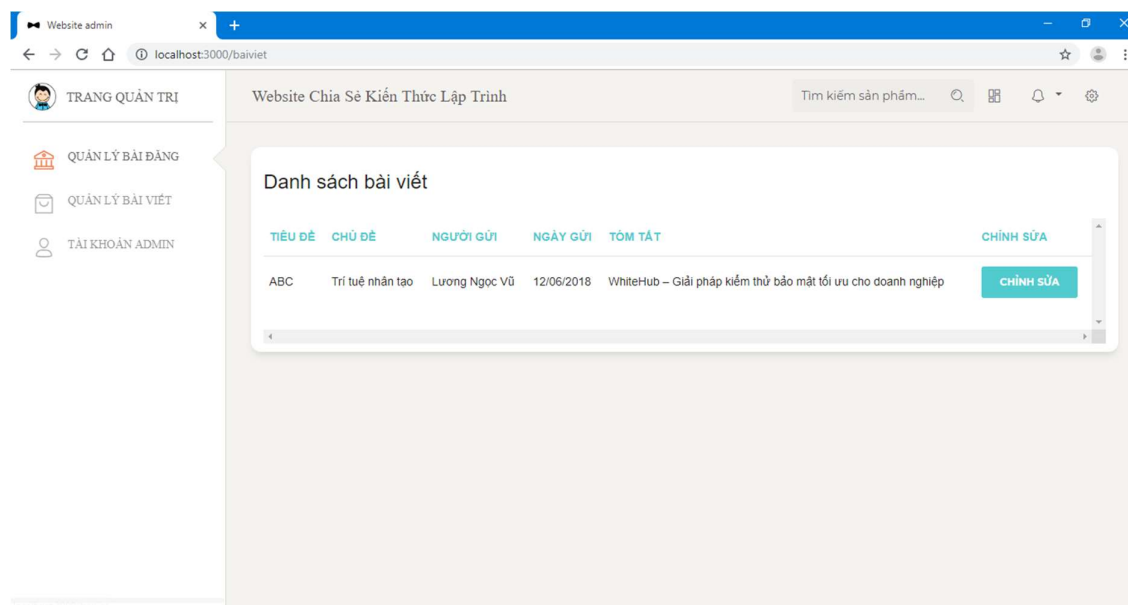 Website admin
localhost:3000/baiviet
TRANG QUẢN TRỊ
Website Chia Sẻ Kiến Thức Lập Trình
Tìm kiếm sản phẩm...
QUẢN LÝ BÀI ĐĂNG
QUẢN LÝ BÀI VIẾT
TÀI KHOẢN ADMIN
Danh sách bài viết
TIÊU ĐỀ CHỦ ĐỀ NGƯỜI GỬI NGÀY GỬI TÓM TẮT CHỈNH SỬA
ABC Trí tuệ nhân tạo Lương Ngọc Vũ 12/06/2018 WhiteHub – Giải pháp kiểm thử bảo mật tối ưu cho doanh nghiệp CHỈNH SỬA